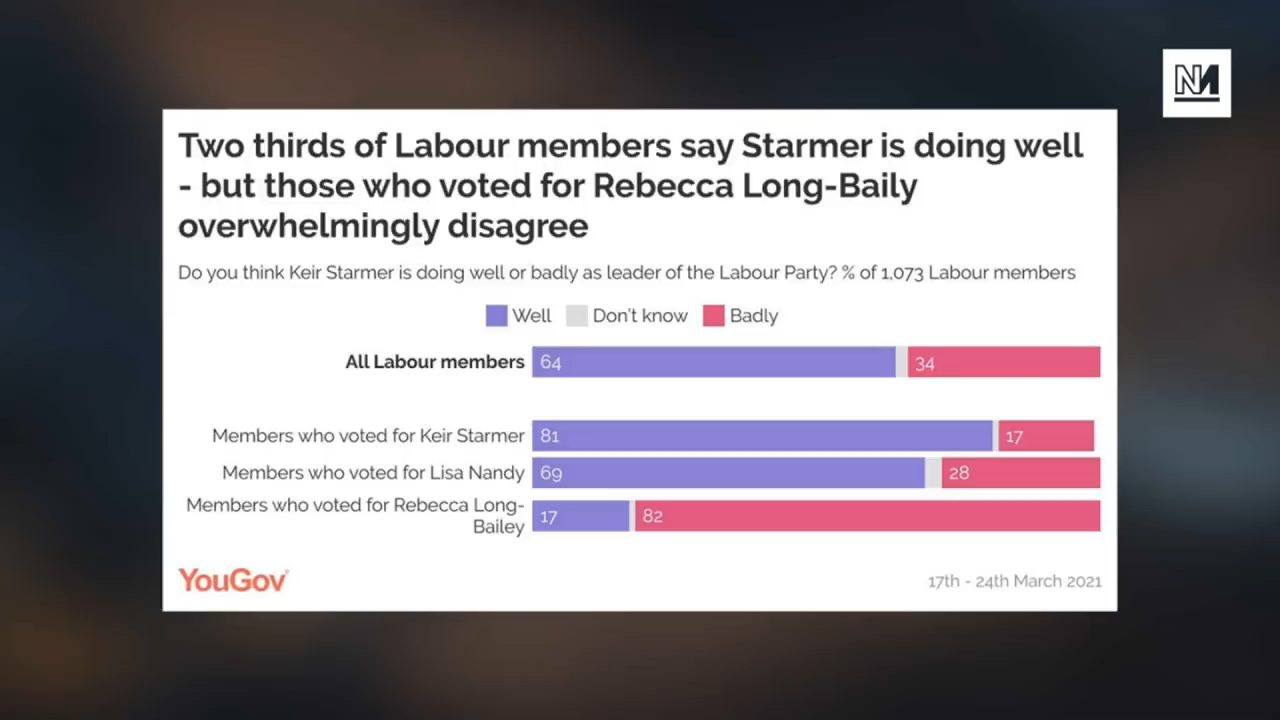 NM
Two thirds of Labour members say Starmer is doing well
- but those who voted for Rebecca Long-Baily
overwhelmingly disagree
Do you think Keir Starmer is doing well or badly as leader of the Labour Party? % of 1,073 Labour members
Well Don't know Badly
All Labour members 64 34
Members who voted for Keir Starmer 81 17
Members who voted for Lisa Nandy 69 28
Members who voted for Rebecca Long-
Bailey 17 82
YouGov 17th - 24th March 2021